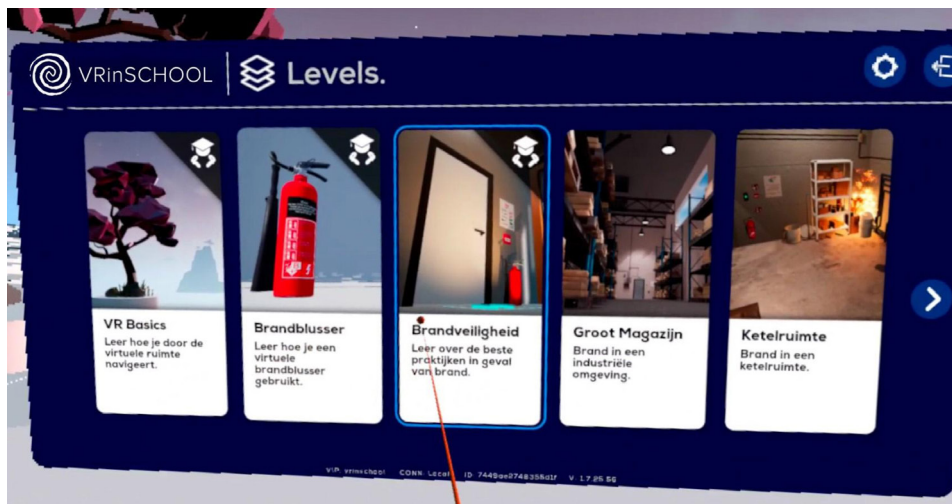 VRinSCHOOL
Levels.
VR Basics
Leer hoe je door de
virtuele ruimte
navigeert.
Brandblusser
Leer hoe je een
virtuele
brandblusser
gebruikt.
Brandveiligheid
Leer over de beste
praktijken in geval
van brand.
Groot Magazijn
Brand in een
industriële
omgeving.
Ketelruimte
Brand in een
ketelruimte.